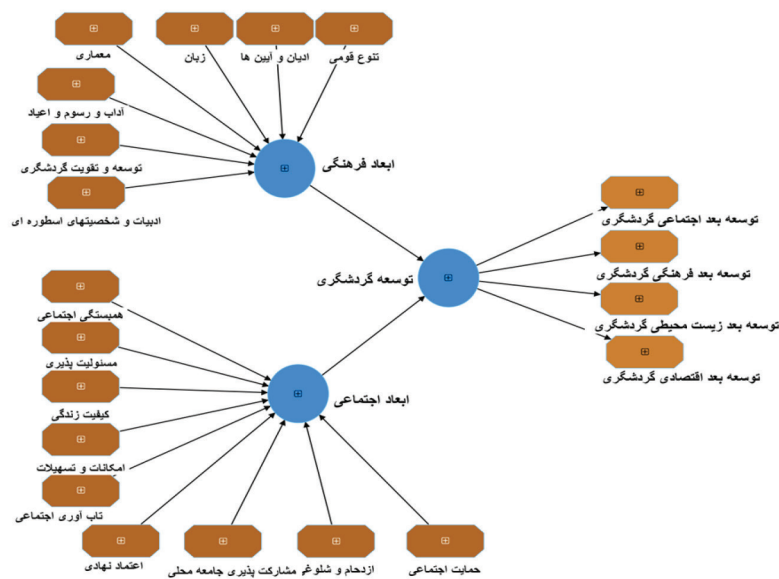 معماری
زبان
ادیان و آیین ها
تنوع قومی
آداب و رسوم و اعیاد
توسعه و تقویت گردشگری
ادبیات و شخصیتهای اسطوره ای
ابعاد فرهنگی
توسعه گردشگری
توسعه بعد اجتماعی گردشگری
توسعه بعد فرهنگی گردشگری
توسعه بعد زیست محیطی گردشگری
توسعه بعد اقتصادی گردشگری
همبستگی اجتماعی
مسئولیت پذیری
کیفیت زندگی
امکانات و تسهیلات
تاب آوری اجتماعی
ابعاد اجتماعی
اعتماد نهادی
مشارکت پذیری جامعه محلی
ازدحام و شلوغی
حمایت اجتماعی